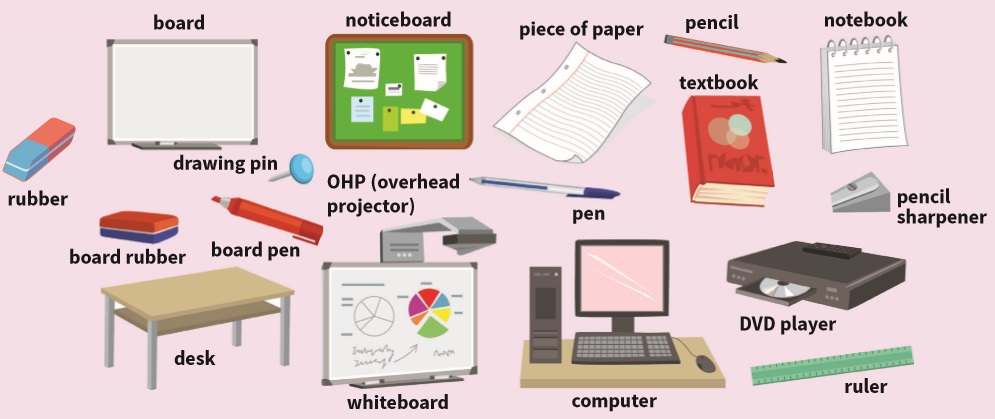 board
noticeboard
piece of paper
pencil
notebook
textbook
rubber
drawing pin
OHP (overhead
projector)
pen
pencil
sharpener
board rubber
board pen
desk
whiteboard
computer
DVD player
ruler